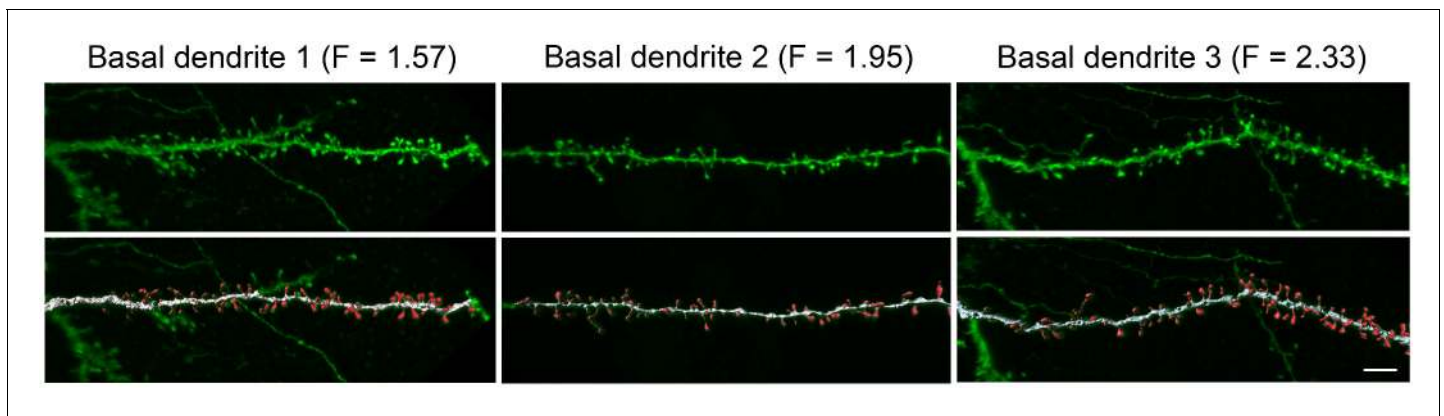 Basal dendrite 1 (F = 1.57)
Basal dendrite 2 (F = 1.95)
Basal dendrite 3 (F = 2.33)